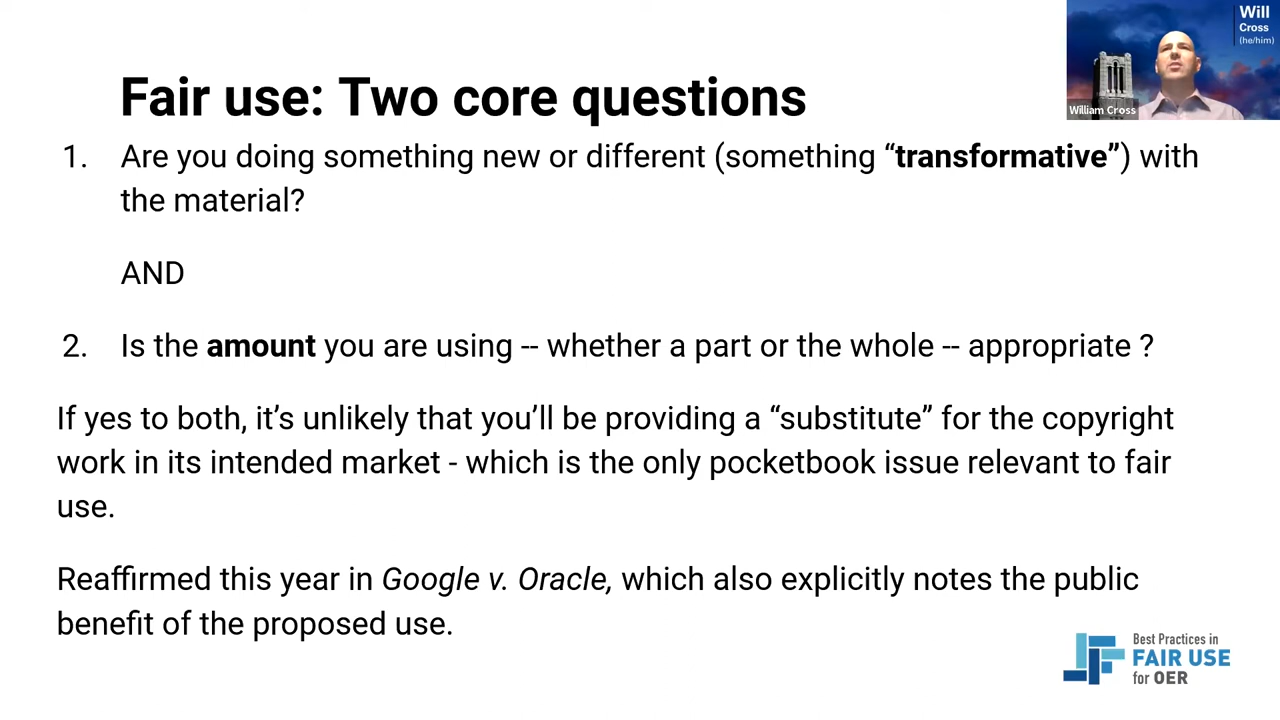 Fair use: Two core questions
1. Are you doing something new or different (something “transformative”) with
the material?
AND
2. Is the amount you are using -- whether a part or the whole -- appropriate ?
If yes to both, it’s unlikely that you’ll be providing a “substitute” for the copyright
work in its intended market - which is the only pocketbook issue relevant to fair
use.
Reaffirmed this year in Google v. Oracle, which also explicitly notes the public
benefit of the proposed use.
Will
Cross
(he/him)
William Cross
Best Practices in
FAIR USE
for OER